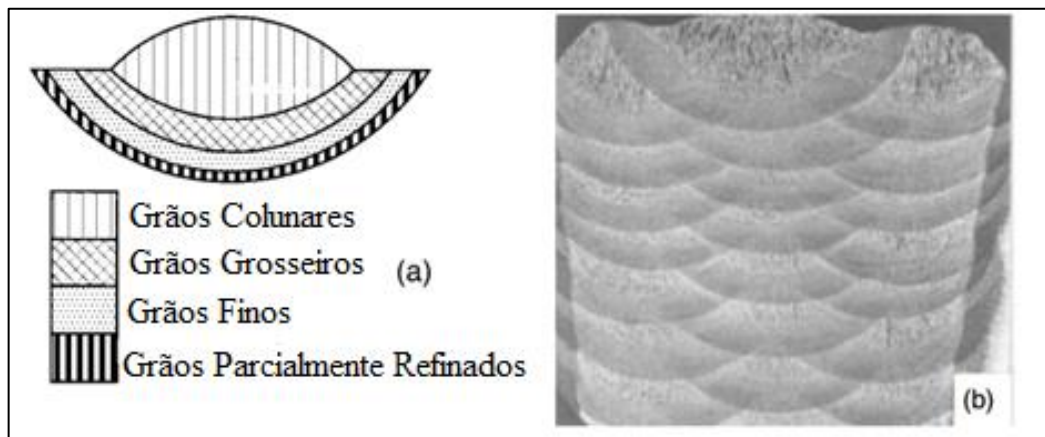 Grãos Colunares
Grãos Grosseiros
(a)
Grãos Finos
Grãos Parcialmente Refinados
(b)